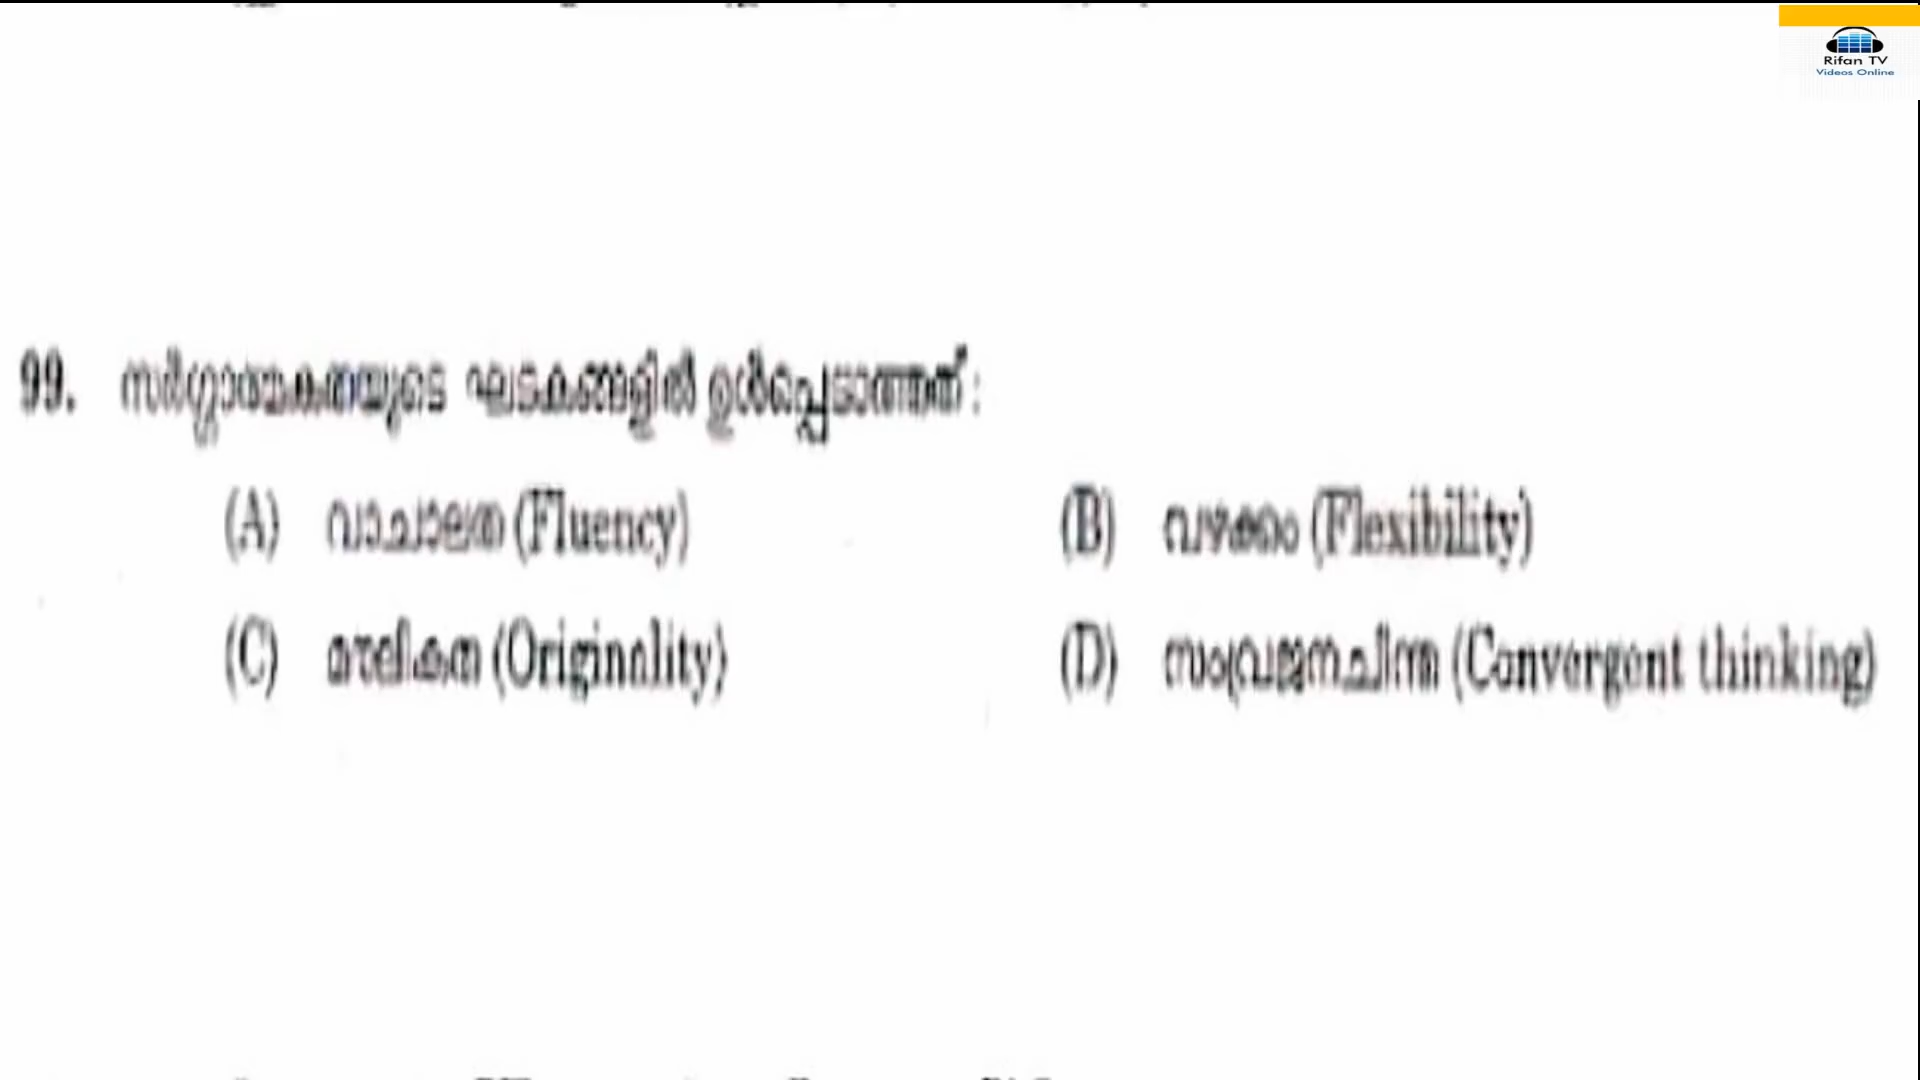 Rifan TV
Videos Online
99. സർഗ്ഗാത്മകതയുടെ ഘടകങ്ങളിൽ ഉൾപ്പെടാത്തത് :
(A) വാചാലത (Fluency) (B) വഴക്കം (Flexibility)
(C) മൗലികത (Originality) (D) സംവ്രജനചിന്ത (Convergent thinking)